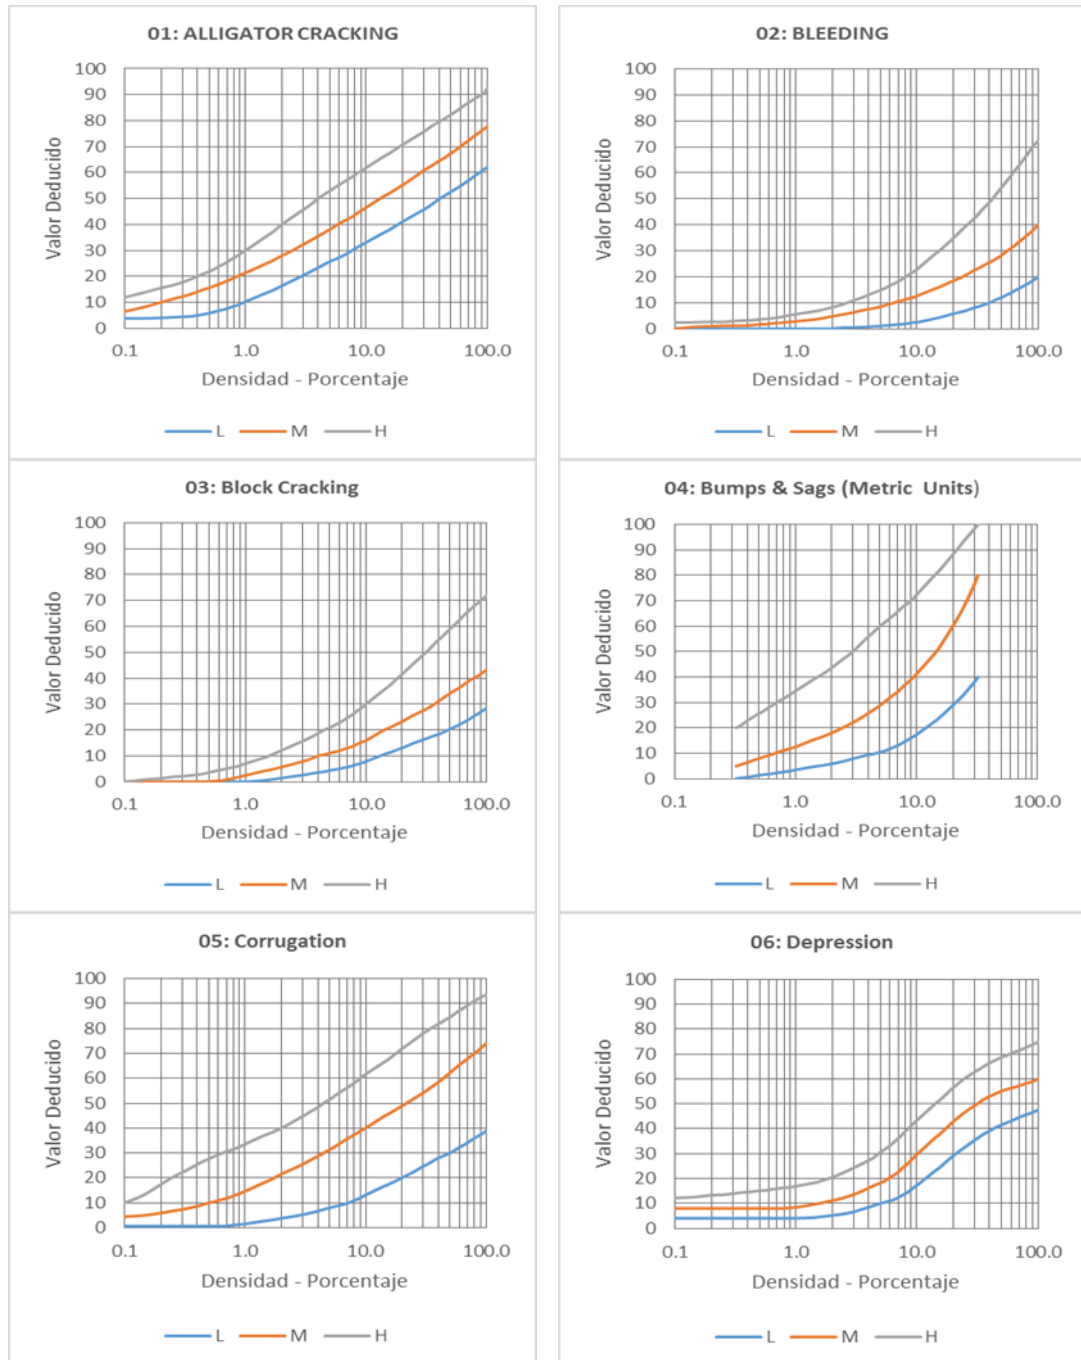 01: ALLIGATOR CRACKING
Valor Deducido
100
90
80
70
60
50
40
30
20
10
0
0.1 1.0 10.0 100.0
Densidad - Porcentaje
L M H
02: BLEEDING
Valor Deducido
100
90
80
70
60
50
40
30
20
10
0
0.1 1.0 10.0 100.0
Densidad - Porcentaje
L M H
03: Block Cracking
Valor Deducido
100
90
80
70
60
50
40
30
20
10
0
0.1 1.0 10.0 100.0
Densidad - Porcentaje
L M H
04: Bumps & Sags (Metric Units)
Valor Deducido
100
90
80
70
60
50
40
30
20
10
0
0.1 1.0 10.0 100.0
Densidad - Porcentaje
L M H
05: Corrugation
Valor Deducido
100
90
80
70
60
50
40
30
20
10
0
0.1 1.0 10.0 100.0
Densidad - Porcentaje
L M H
06: Depression
Valor Deducido
100
90
80
70
60
50
40
30
20
10
0
0.1 1.0 10.0 100.0
Densidad - Porcentaje
L M H